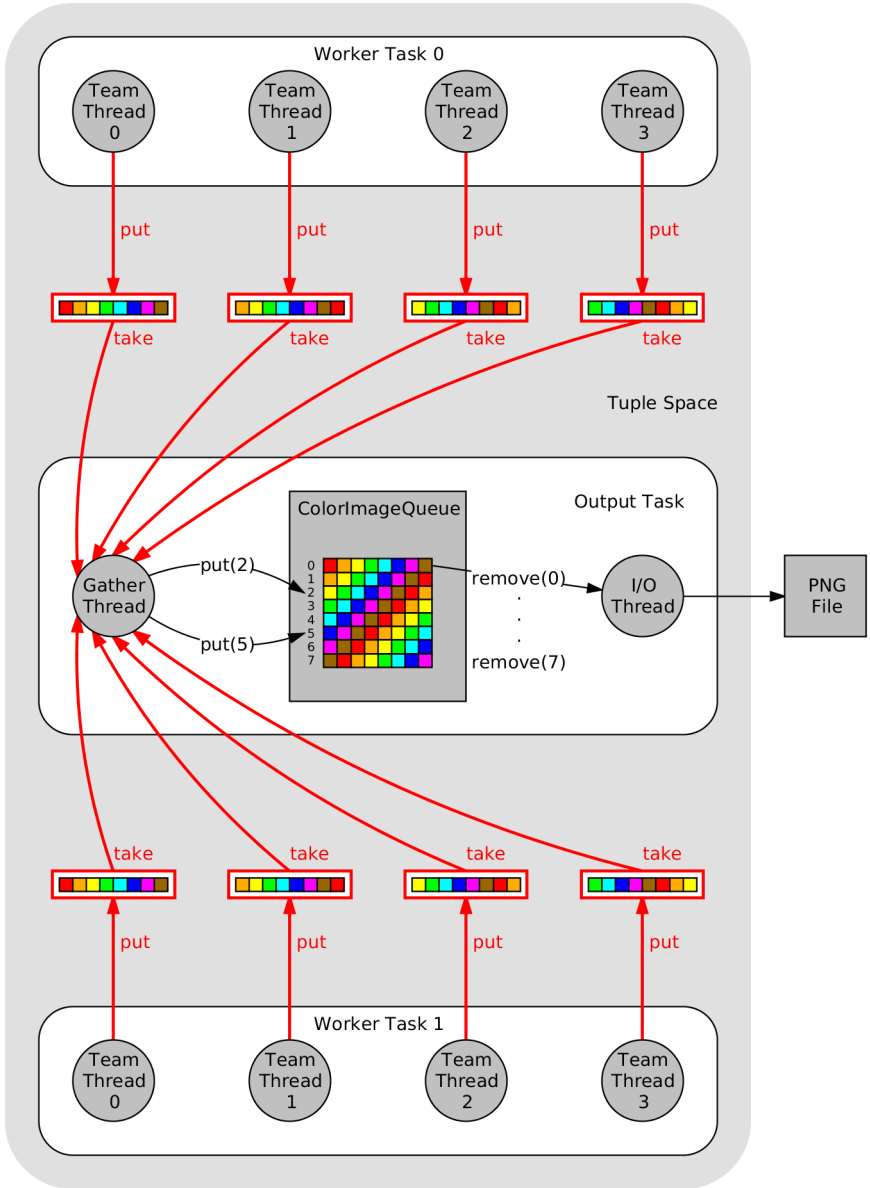 Worker Task 0
Team Thread 0
Team Thread 1
Team Thread 2
Team Thread 3
put
put
put
put
take
take
take
take
Tuple Space
Output Task
ColorImageQueue
0
1
2
3
4
5
6
7
Gather Thread
put(2)
put(5)
remove(0)
.
.
.
remove(7)
I/O Thread
PNG File
take
take
take
take
put
put
put
put
Worker Task 1
Team Thread 0
Team Thread 1
Team Thread 2
Team Thread 3